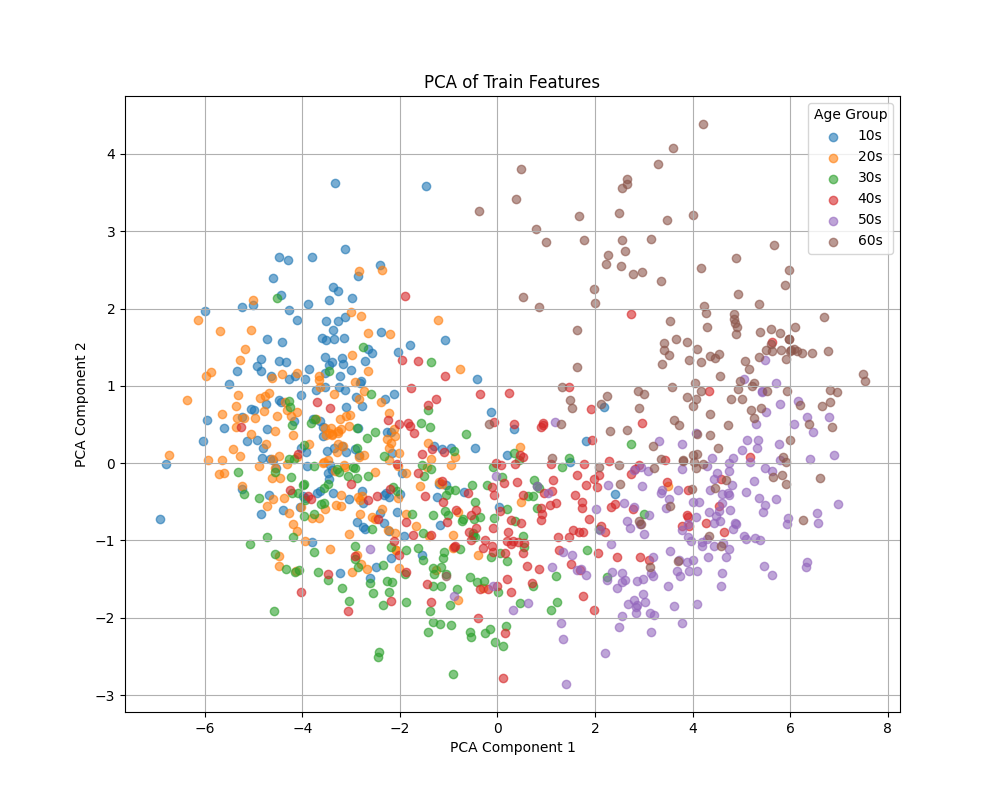 PCA of Train Features
Age Group
10s
20s
30s
40s
50s
60s
PCA Component 2
4
3
2
1
0
−1
−2
−3
−6
−4
−2
0
2
4
6
8
PCA Component 1